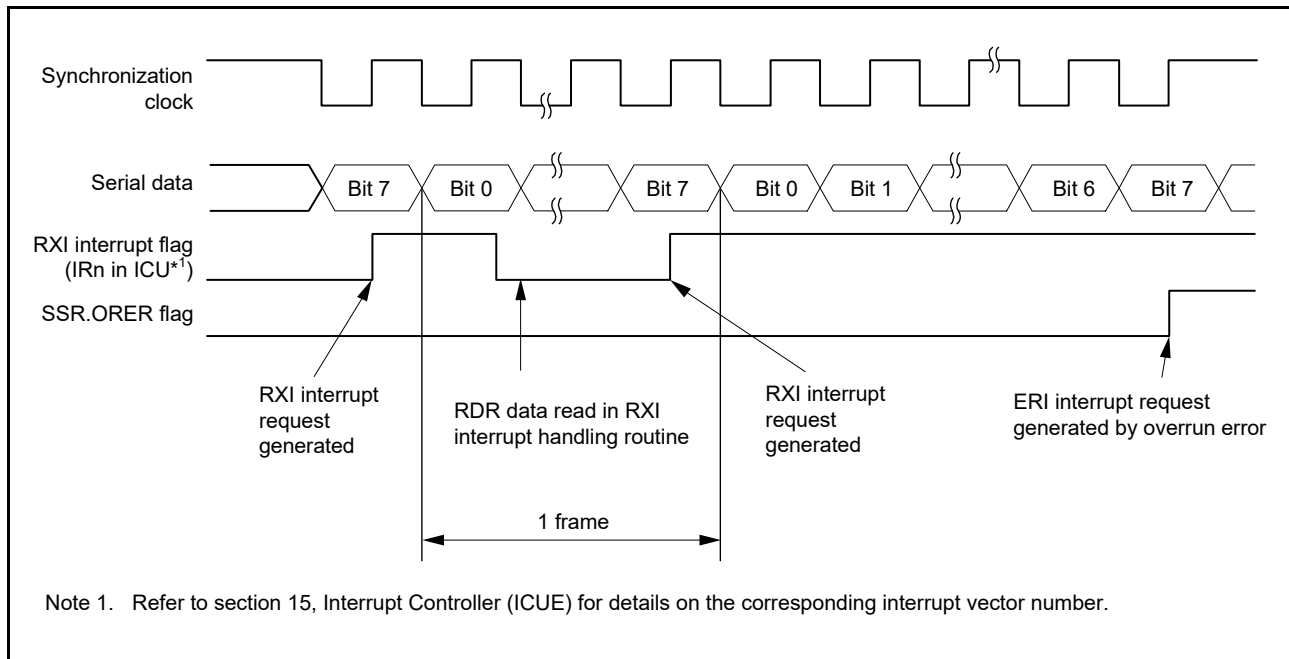 Synchronization
clock
Serial data
Bit 7
Bit 0
Bit 7
Bit 0
Bit 1
Bit 6
Bit 7
RXI interrupt flag
(IRn in ICU*1)
SSR.ORER flag
RXI interrupt
request
generated
RDR data read in RXI
interrupt handling routine
RXI interrupt
request
generated
ERI interrupt request
generated by overrun error
1 frame
Note 1. Refer to section 15, Interrupt Controller (ICUE) for details on the corresponding interrupt vector number.